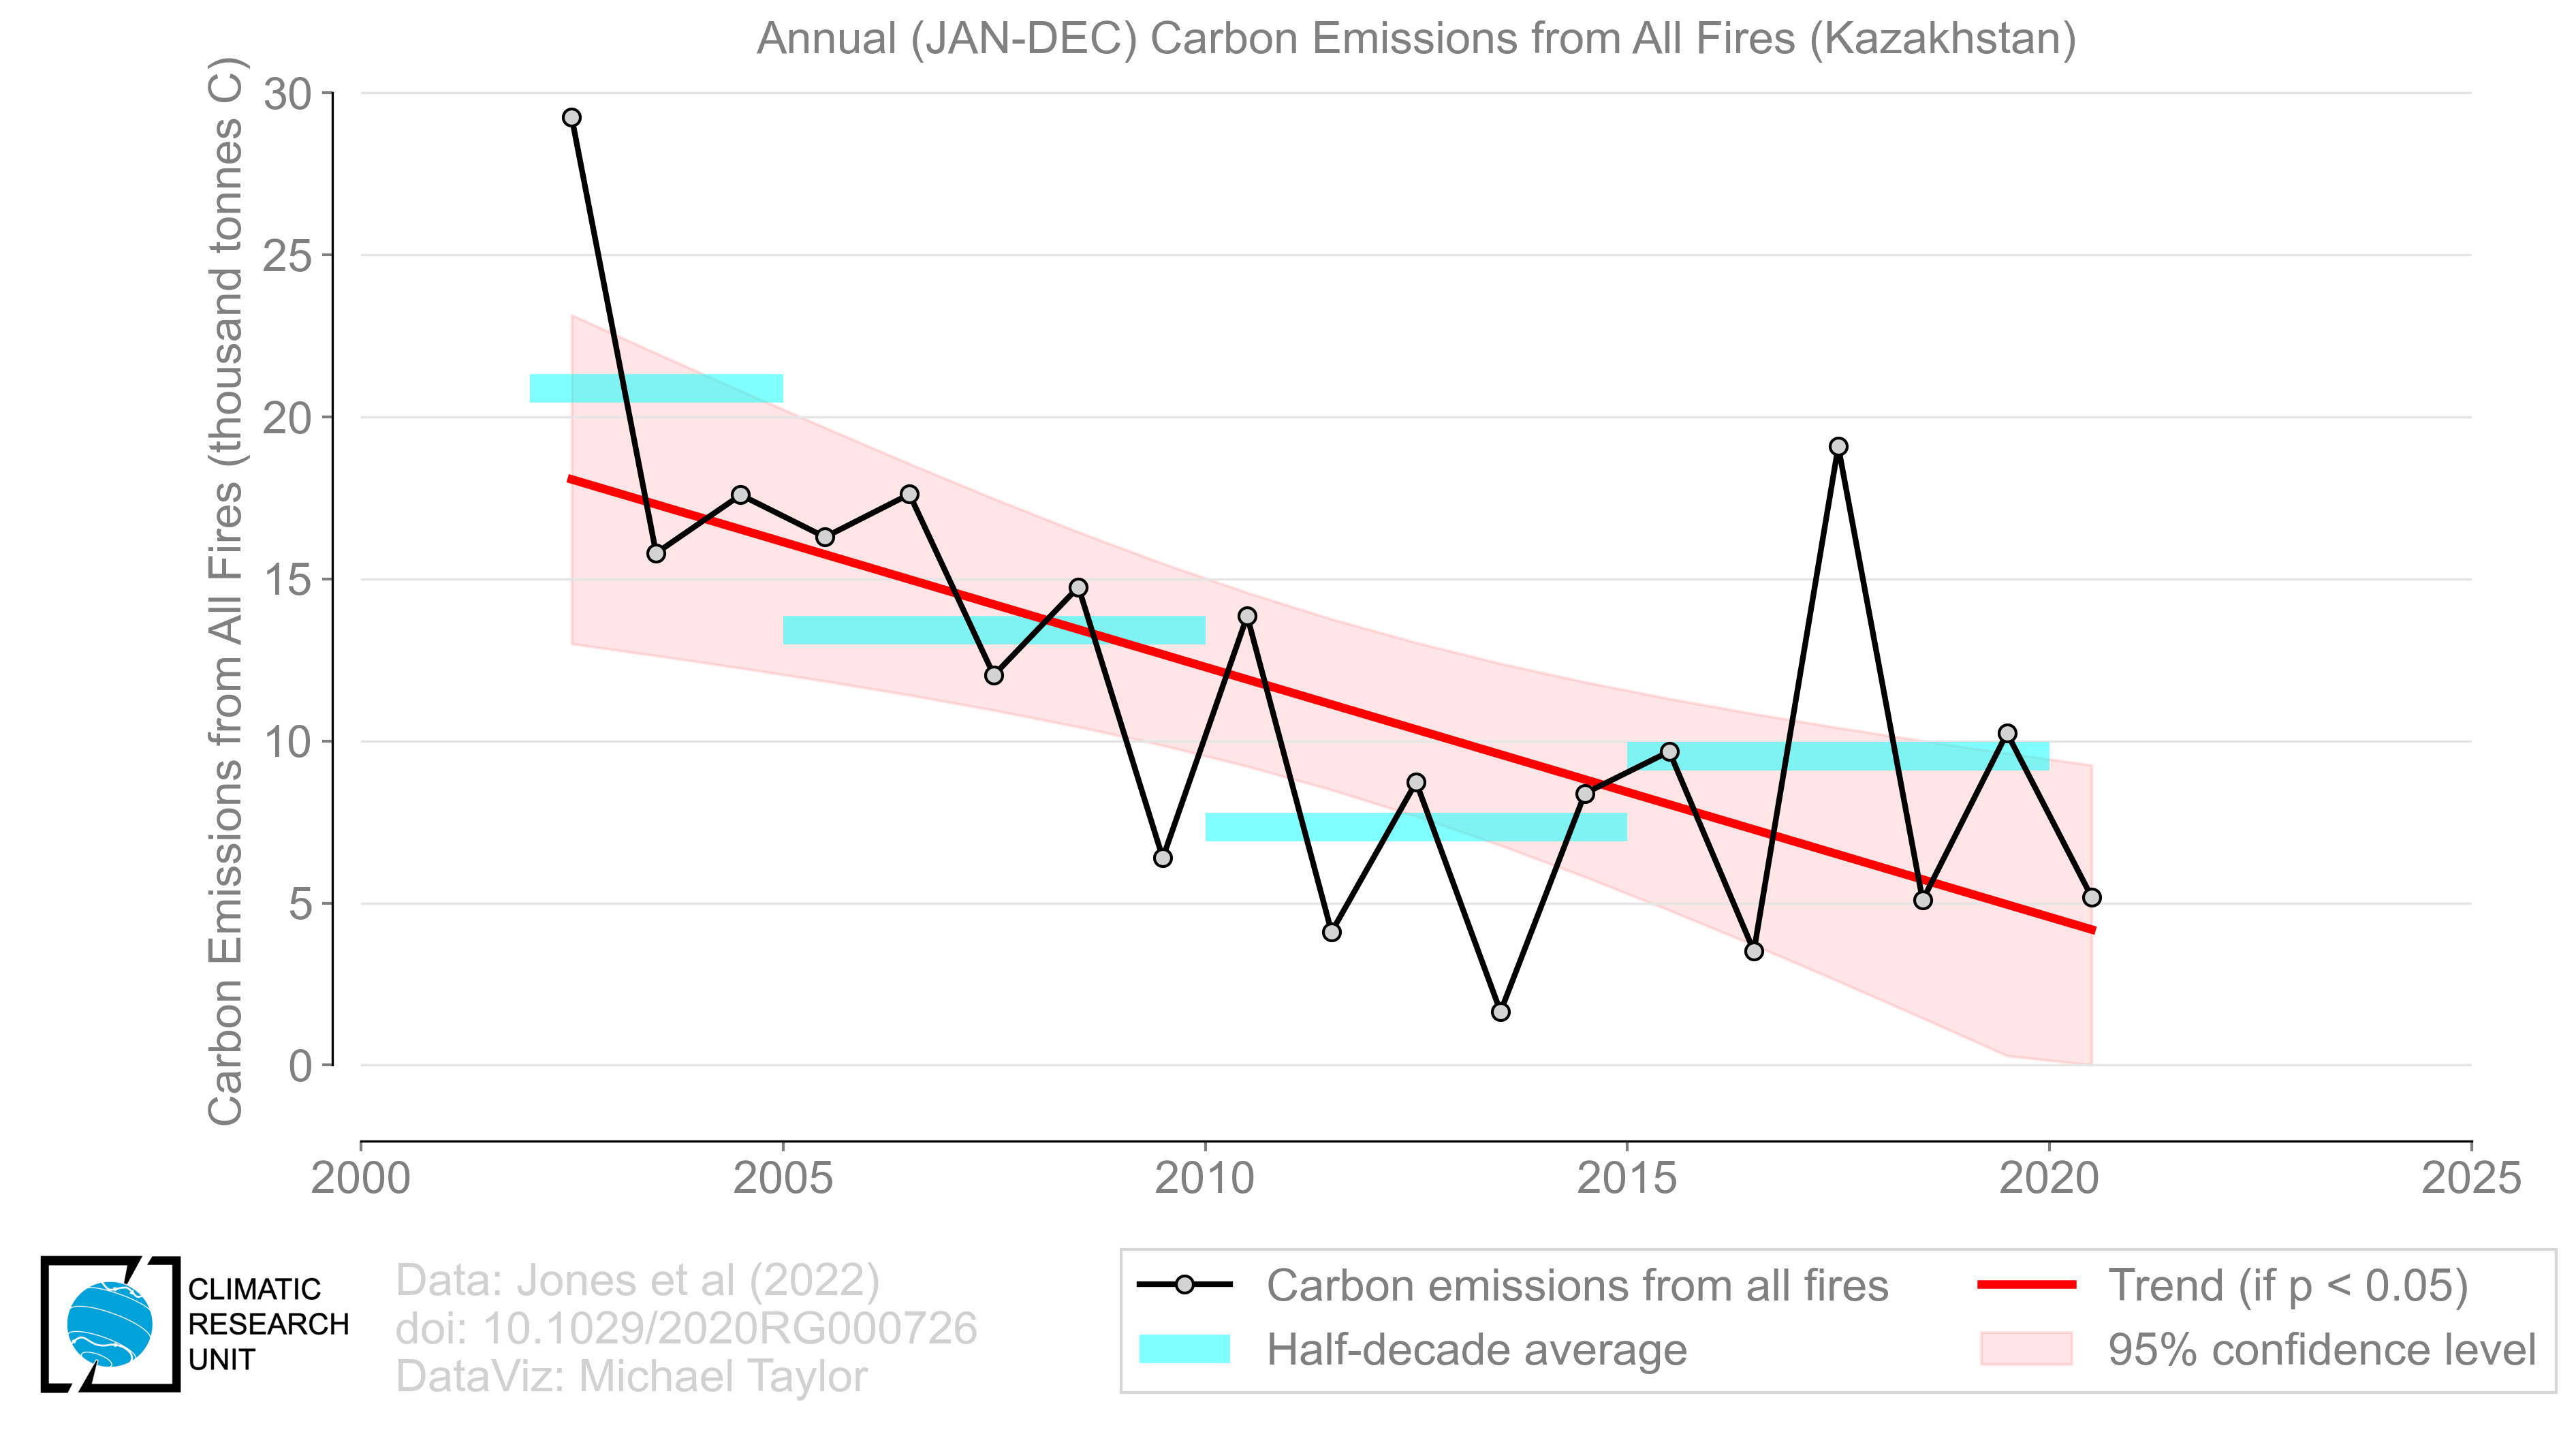 Annual (JAN-DEC) Carbon Emissions from All Fires (Kazakhstan)
Carbon Emissions from All Fires (thousand tonnes C)
30
25
20
15
10
5
0
2000
2005
2010
2015
2020
2025
CLIMATIC
RESEARCH
UNIT
Data: Jones et al (2022)
doi: 10.1029/2020RG000726
DataViz: Michael Taylor
Carbon emissions from all fires
Half-decade average
Trend (if p < 0.05)
95% confidence level